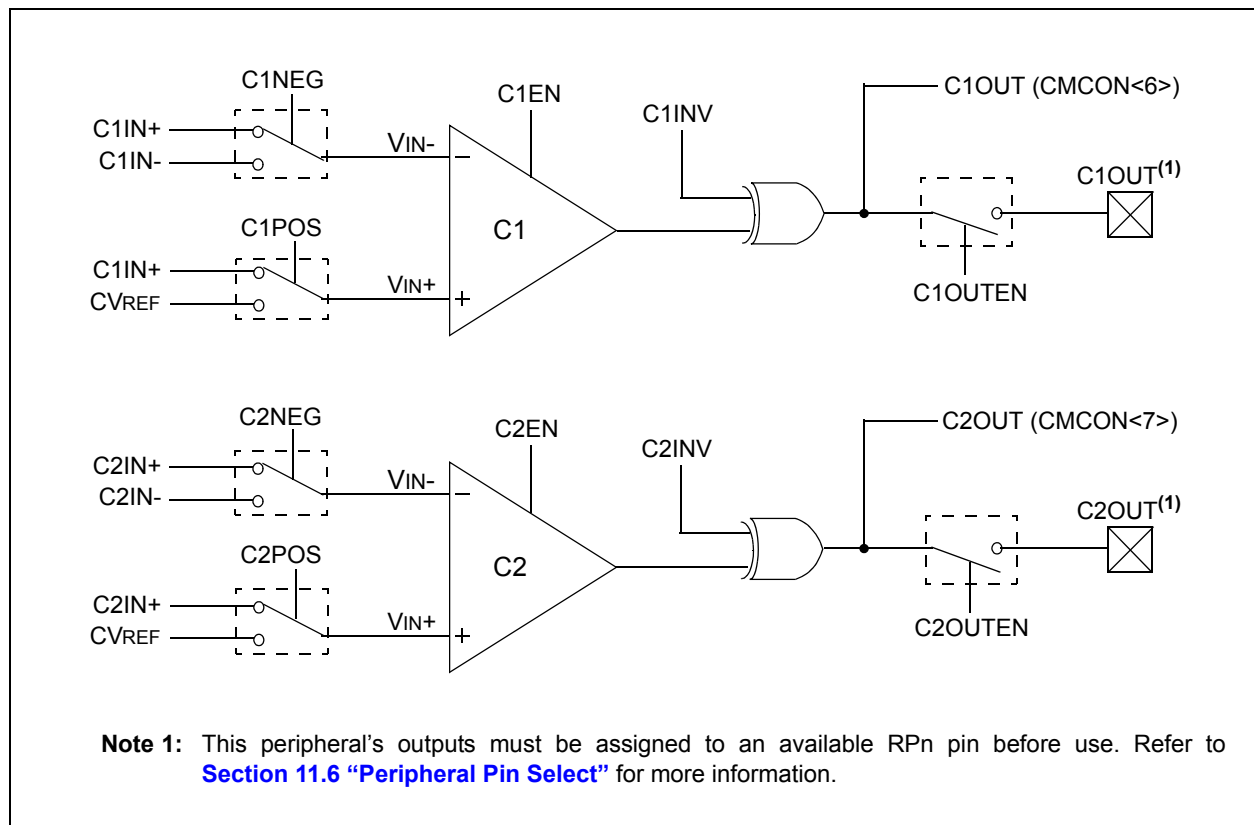 C1NEG
C1EN
C1INV
C1OUT (CMCON<6>)
C1IN+
C1IN-
VIN-
−
C1OUT(1)
C1
C1POS
C1IN+
CVREF
VIN+
+
C1OUTEN
C2NEG
C2EN
C2INV
C2OUT (CMCON<7>)
C2IN+
C2IN-
VIN-
−
C2OUT(1)
C2
C2POS
C2IN+
CVREF
VIN+
+
C2OUTEN
Note 1: This peripheral’s outputs must be assigned to an available RPn pin before use. Refer to
Section 11.6 “Peripheral Pin Select” for more information.